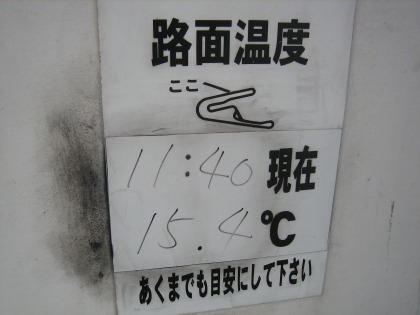 路面温度
ここ
11:40 現在
15.4℃
あくまでも目安にして下さい